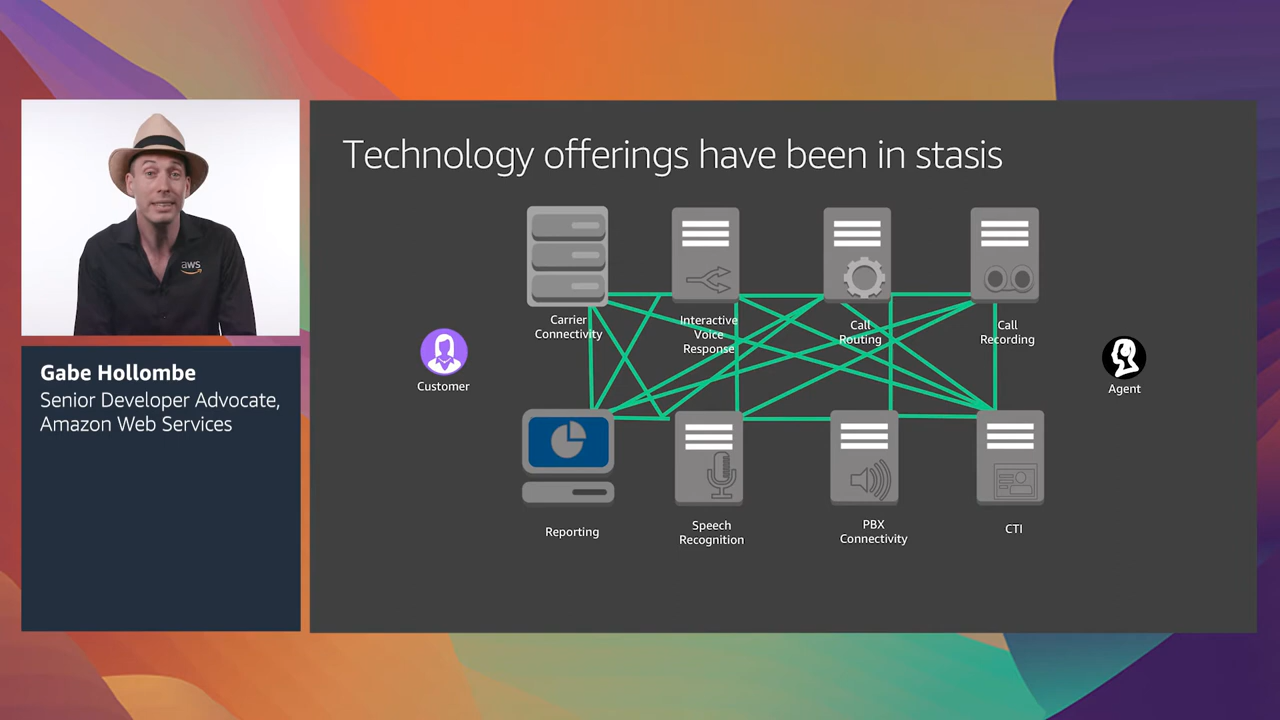 aws
Gabe Hollombe
Senior Developer Advocate,
Amazon Web Services
Technology offerings have been in stasis
Carrier
Connectivity
Interactive
Voice
Response
Call
Routing
Call
Recording
Customer
Agent
Reporting
Speech
Recognition
PBX
Connectivity
CTI